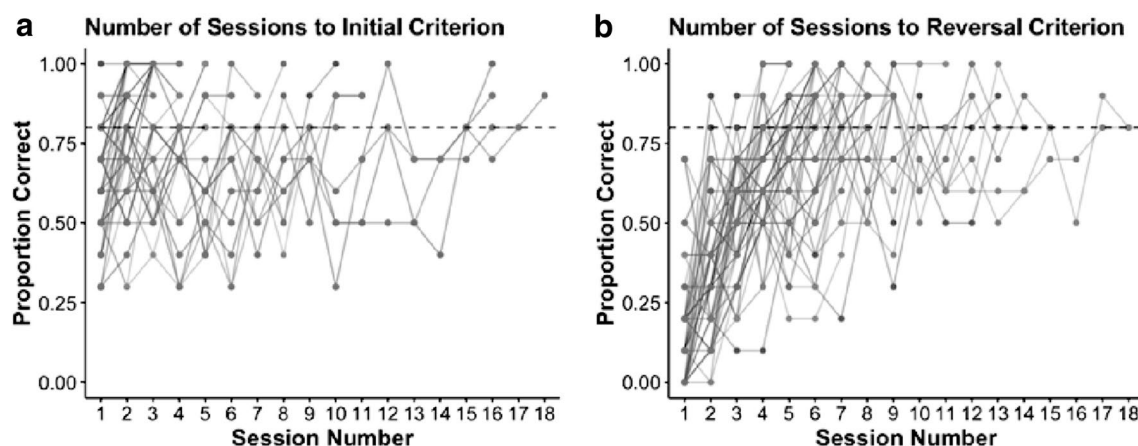 a
Number of Sessions to Initial Criterion
Proportion Correct
1.00
0.75
0.50
0.25
0.00
1 2 3 4 5 6 7 8 9 10 11 12 13 14 15 16 17 18
Session Number
b
Number of Sessions to Reversal Criterion
Proportion Correct
1.00
0.75
0.50
0.25
0.00
1 2 3 4 5 6 7 8 9 10 11 12 13 14 15 16 17 18
Session Number